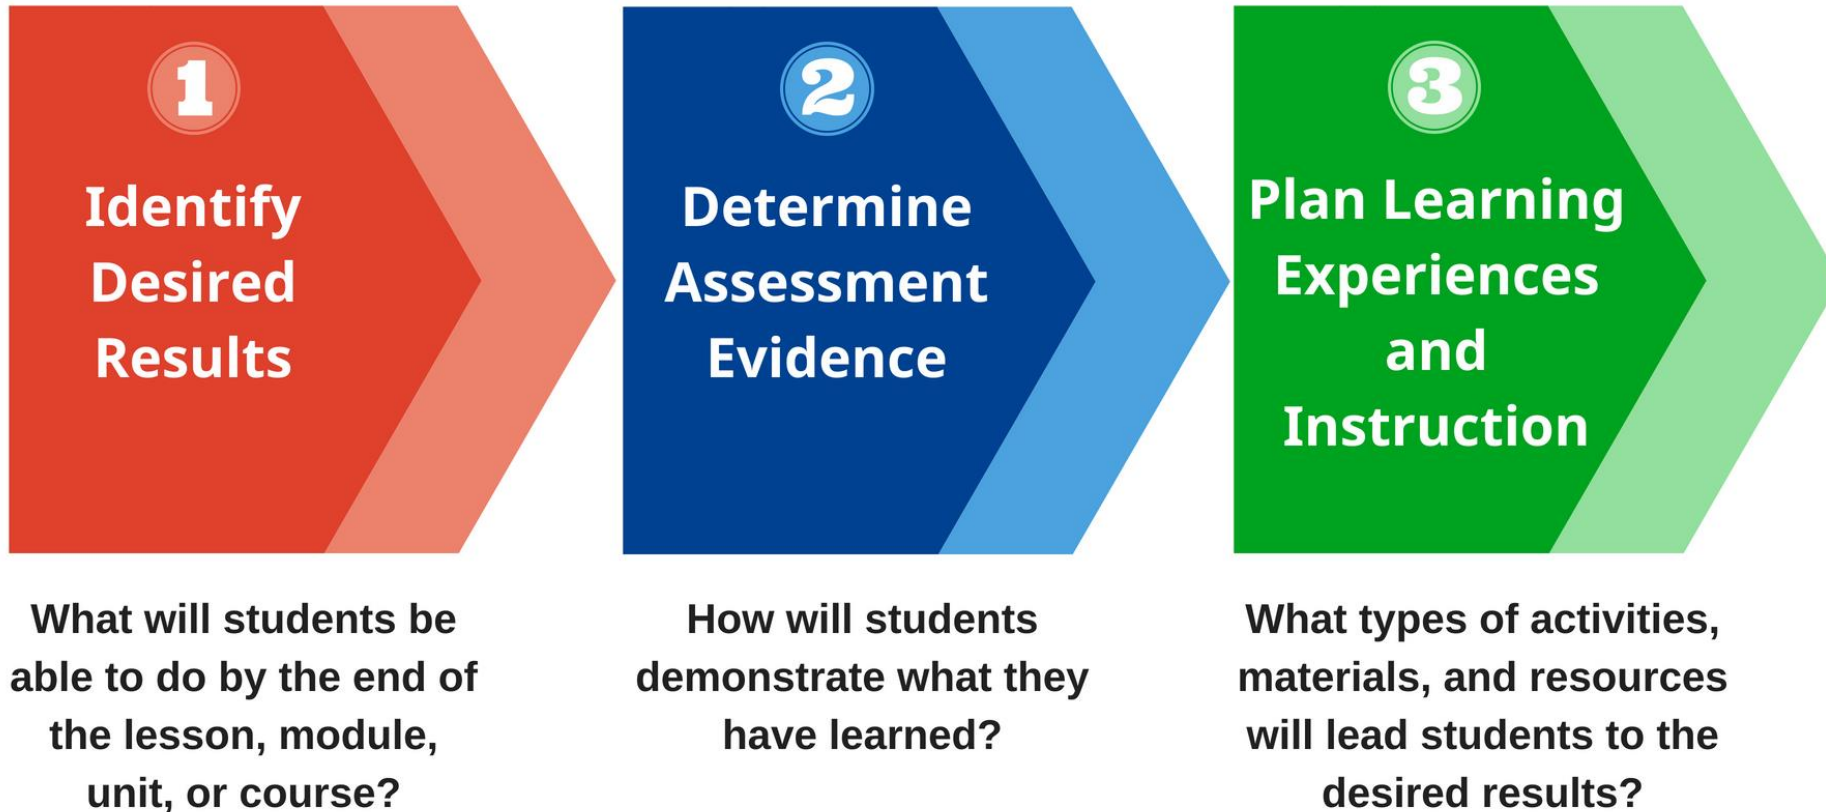 1
Identify
Desired
Results
What will students be
able to do by the end of
the lesson, module,
unit, or course?
2
Determine
Assessment
Evidence
How will students
demonstrate what they
have learned?
3
Plan Learning
Experiences
and
Instruction
What types of activities,
materials, and resources
will lead students to the
desired results?